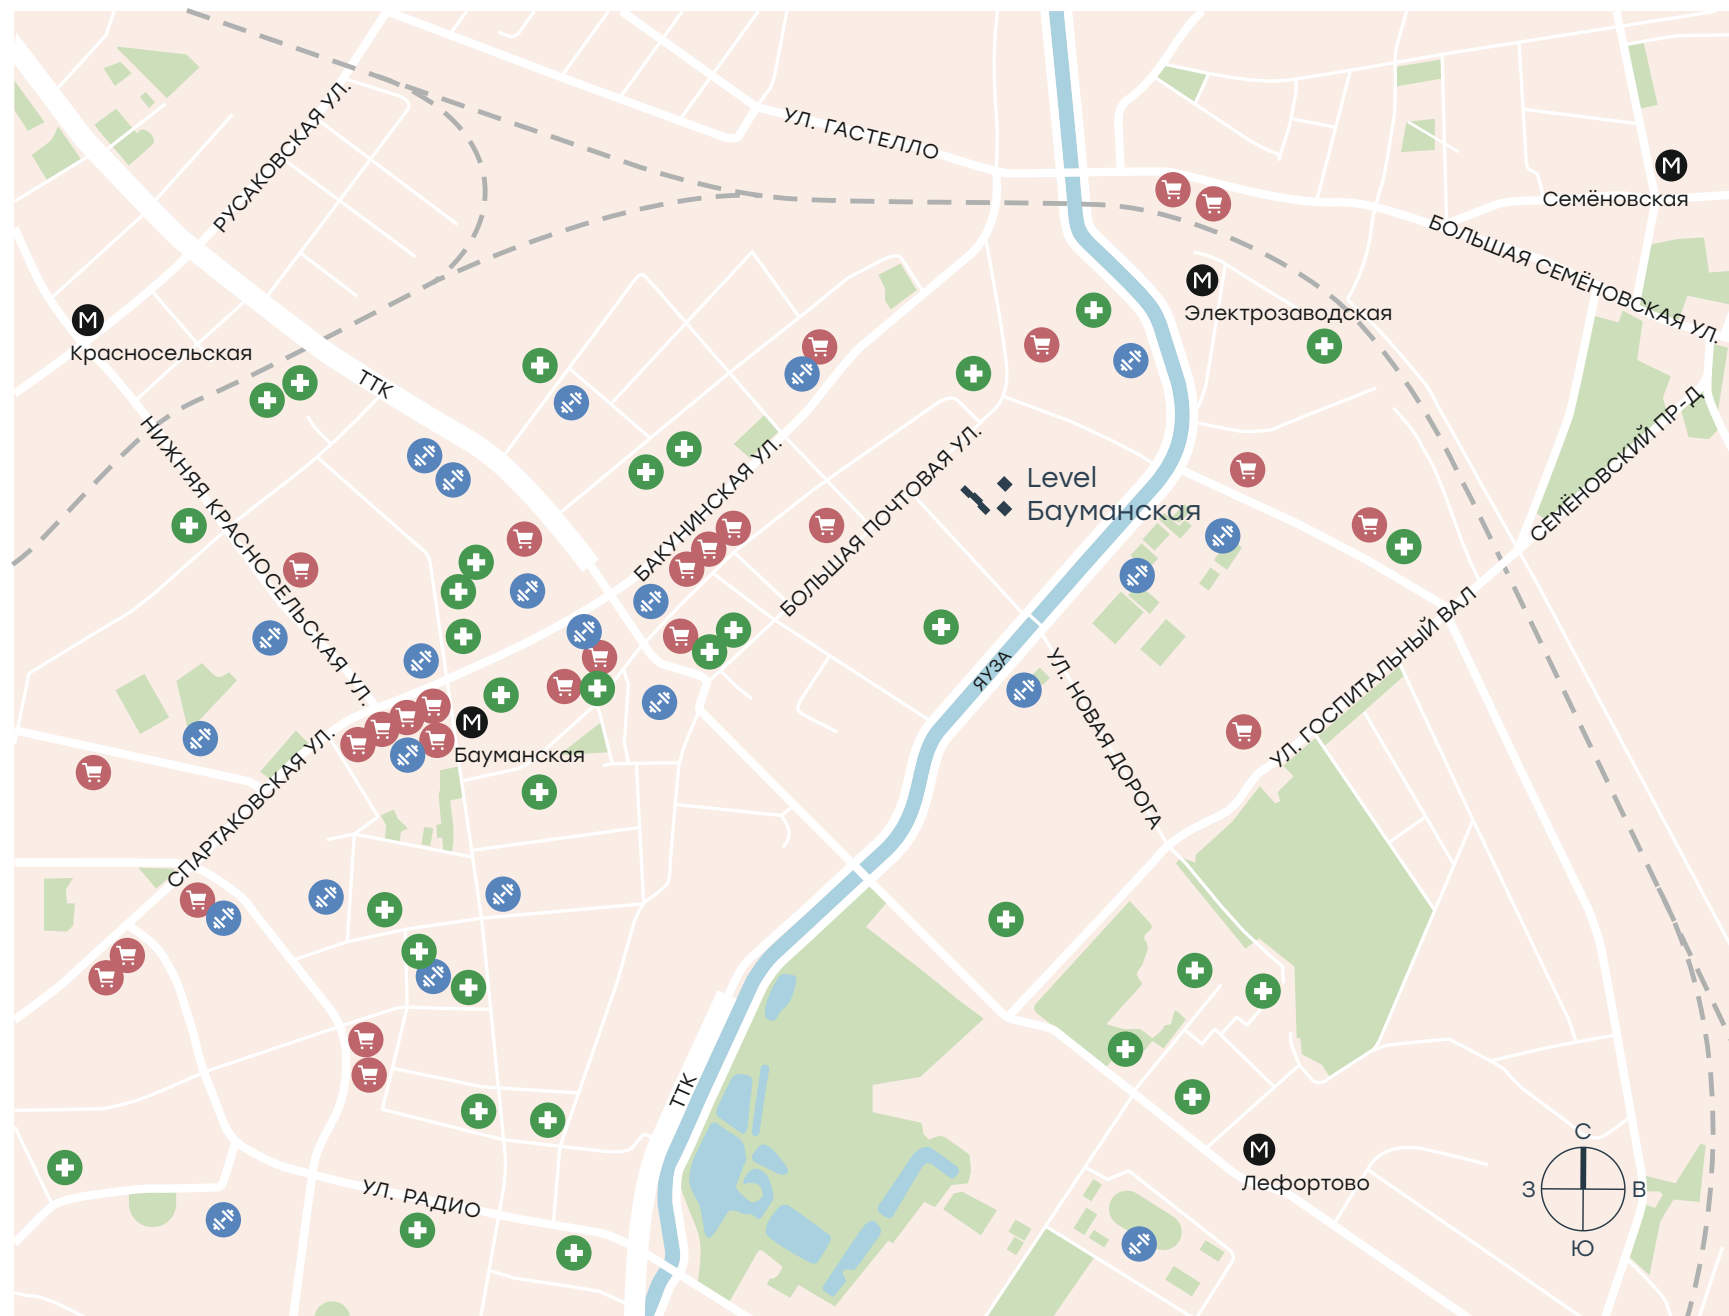 РУСАКОВСКАЯ УЛ.
УЛ. ГАСТЕЛЛО
M
Семёновская
БОЛЬШАЯ СЕМЁНОВСКАЯ УЛ.
M
Электрозаводская
M
Красносельская
ТТК
НИЖНЯЯ КРАСНОСЕЛЬСКАЯ УЛ.
БАКУНИНСКАЯ УЛ.
БОЛЬШАЯ ПОЧТОВАЯ УЛ.
Level
Бауманская
СЕМЁНОВСКИЙ ПР-Д
ЯУЗА
УЛ. НОВАЯ ДОРОГА
УЛ. ГОСПИТАЛЬНЫЙ ВАЛ
M
Бауманская
СПАРТАКОВСКАЯ УЛ.
ТТК
УЛ. РАДИО
M
Лефортово
С
З
В
Ю